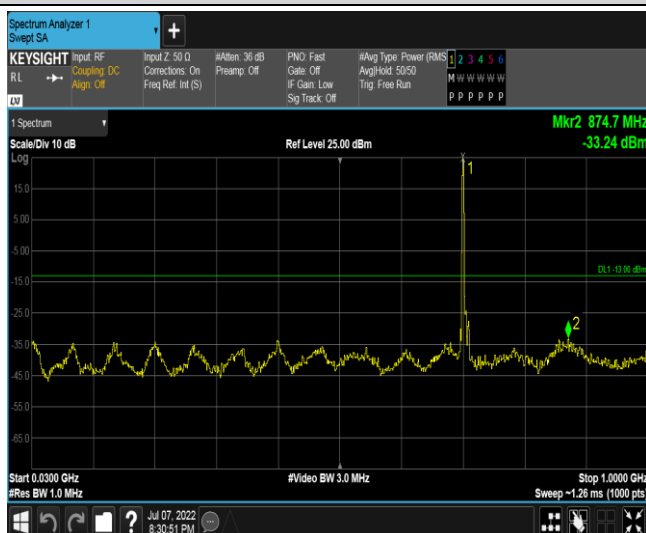 Spectrum Analyzer 1
Swept SA
+
KEYSIGHT
RL
LXI
Input: RF
Coupling: DC
Align: Off
Input Z: 50 Ω
Corrections: On
Freq Ref: Int (S)
#Atten: 36 dB
Preamp: Off
PNO: Fast
Gate: Off
IF Gain: Low
Sig Track: Off
#Avg Type: Power (RMS
Avg|Hold: 50/50
Trig: Free Run
1 2 3 4 5 6
M W W W W W
P P P P P P
1 Spectrum
Mkr2 874.7 MHz
Scale/Div 10 dB
Ref Level 25.00 dBm
-33.24 dBm
Log
1
15.0
5.00
-5.00
DL1 -13.00 dBm
-15.0
-25.0
2
-35.0
-45.0
-55.0
-65.0
Start 0.0300 GHz
#Video BW 3.0 MHz
Stop 1.0000 GHz
#Res BW 1.0 MHz
Sweep ~1.26 ms (1000 pts)
?
Jul 07, 2022
8:30:51 PM